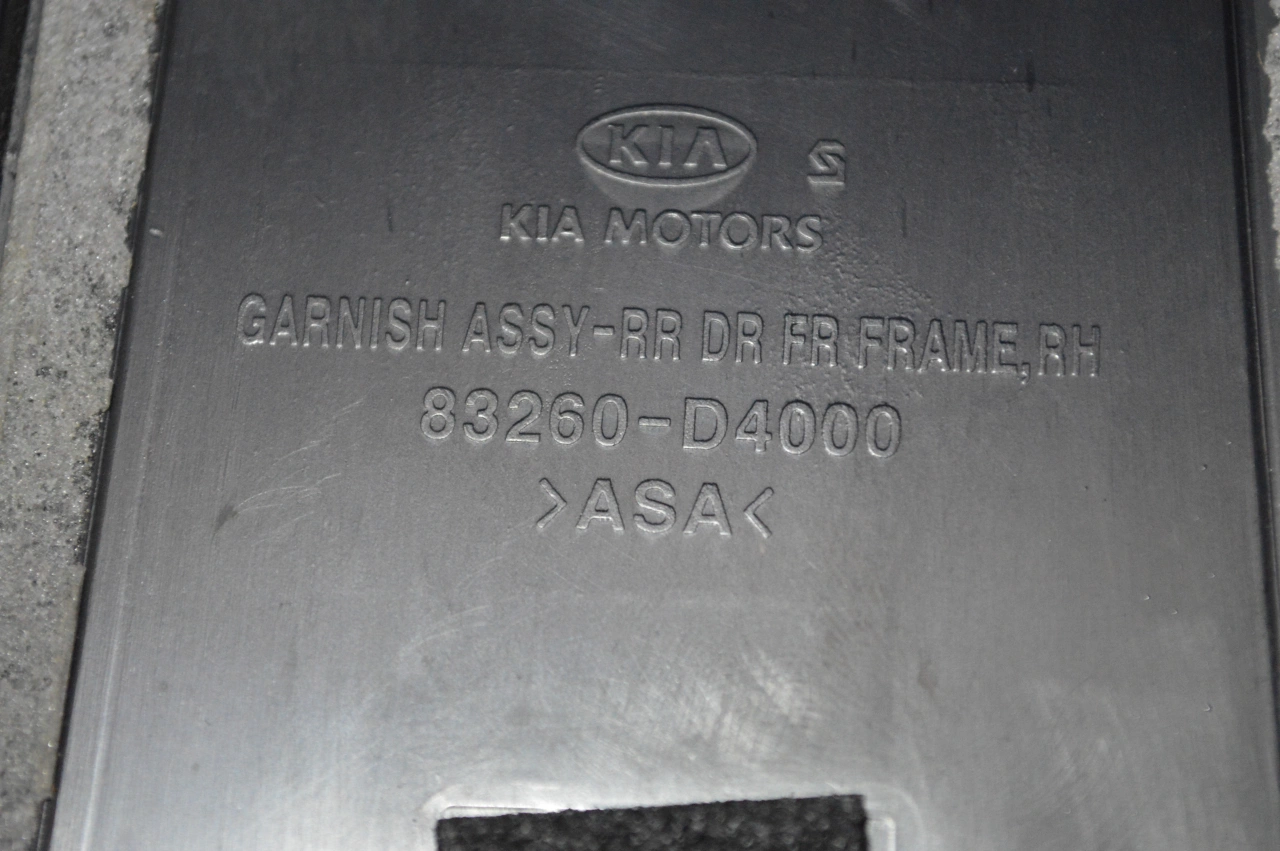 KIA
KIA MOTORS
GARNISH ASSY-RR DR FR FRAME,RH
83260-D4000
>ASA<